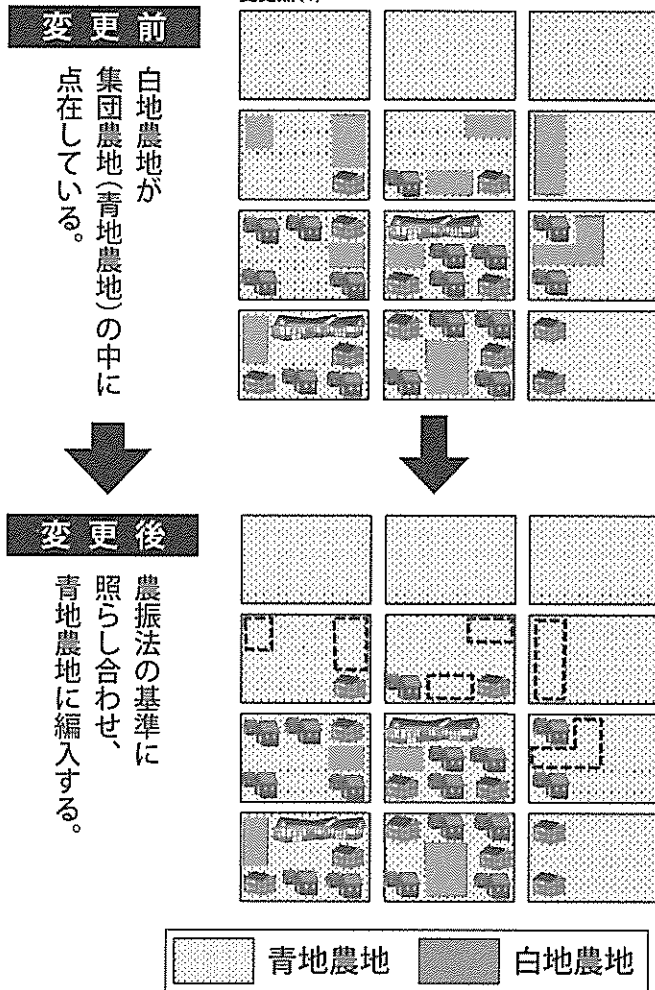 変更前
白地農地が
集団農地(青地農地)の中に
点在している。
変更後
農振法の基準に
照らし合わせ、
青地農地に編入する。
青地農地
白地農地